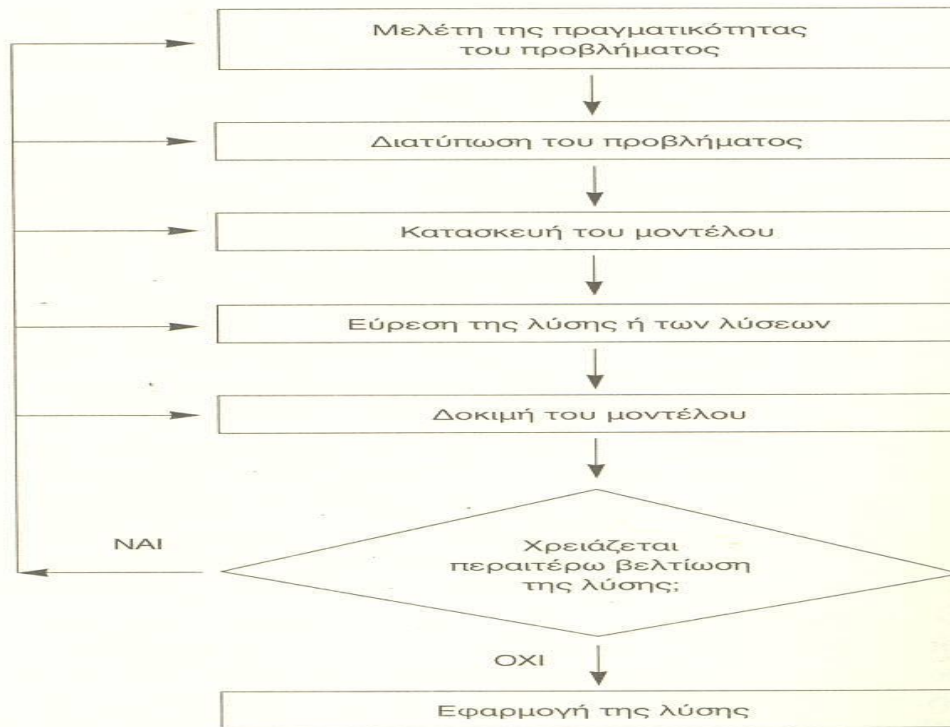 Μελέτη της πραγματικότητας
του προβλήματος
Διατύπωση του προβλήματος
Κατασκευή του μοντέλου
Εύρεση της λύσης ή των λύσεων
Δοκιμή του μοντέλου
ΝΑΙ
Χρειάζεται
περαιτέρω βελτίωση
της λύσης;
ΟΧΙ
Εφαρμογή της λύσης